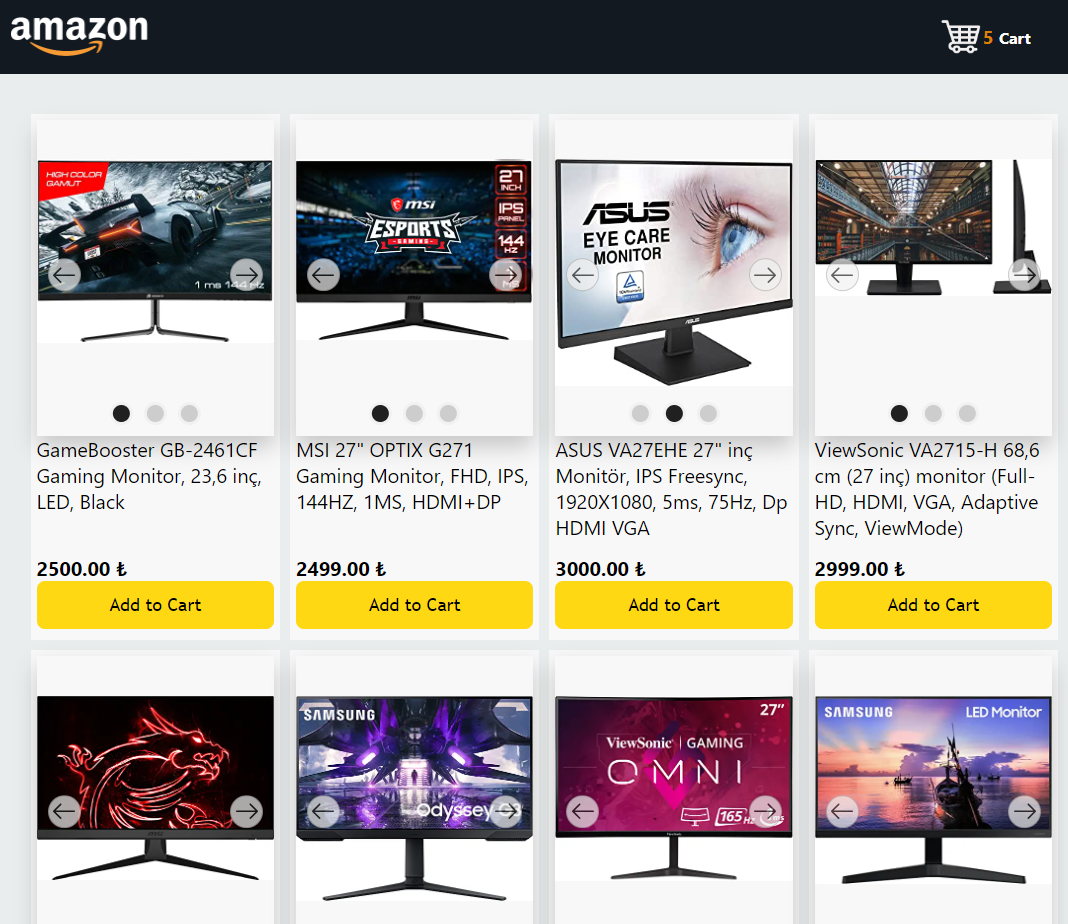 amazon
5 Cart
HIGH COLOR
GAMUT
1 ms 144 Hz
msi
ESPORTS
GAMING
27
INCH
IPS
PANEL
144
HZ
MS
MSI
ASUS
EYE CARE
MONITOR
ASUS
GameBooster GB-2461CF
Gaming Monitor, 23,6 inç,
LED, Black
2500.00 ₺
Add to Cart
MSI 27" OPTIX G271
Gaming Monitor, FHD, IPS,
144HZ, 1MS, HDMI+DP
2499.00 ₺
Add to Cart
ASUS VA27EHE 27" inç
Monitör, IPS Freesync,
1920X1080, 5ms, 75Hz, Dp
HDMI VGA
3000.00 ₺
Add to Cart
ViewSonic VA2715-H 68,6
cm (27 inç) monitor (Full-
HD, HDMI, VGA, Adaptive
Sync, ViewMode)
2999.00 ₺
Add to Cart
SAMSUNG
Odyssey G3
27”
ViewSonic | GAMING
OMNI
165Hz
SAMSUNG
LED Monitor